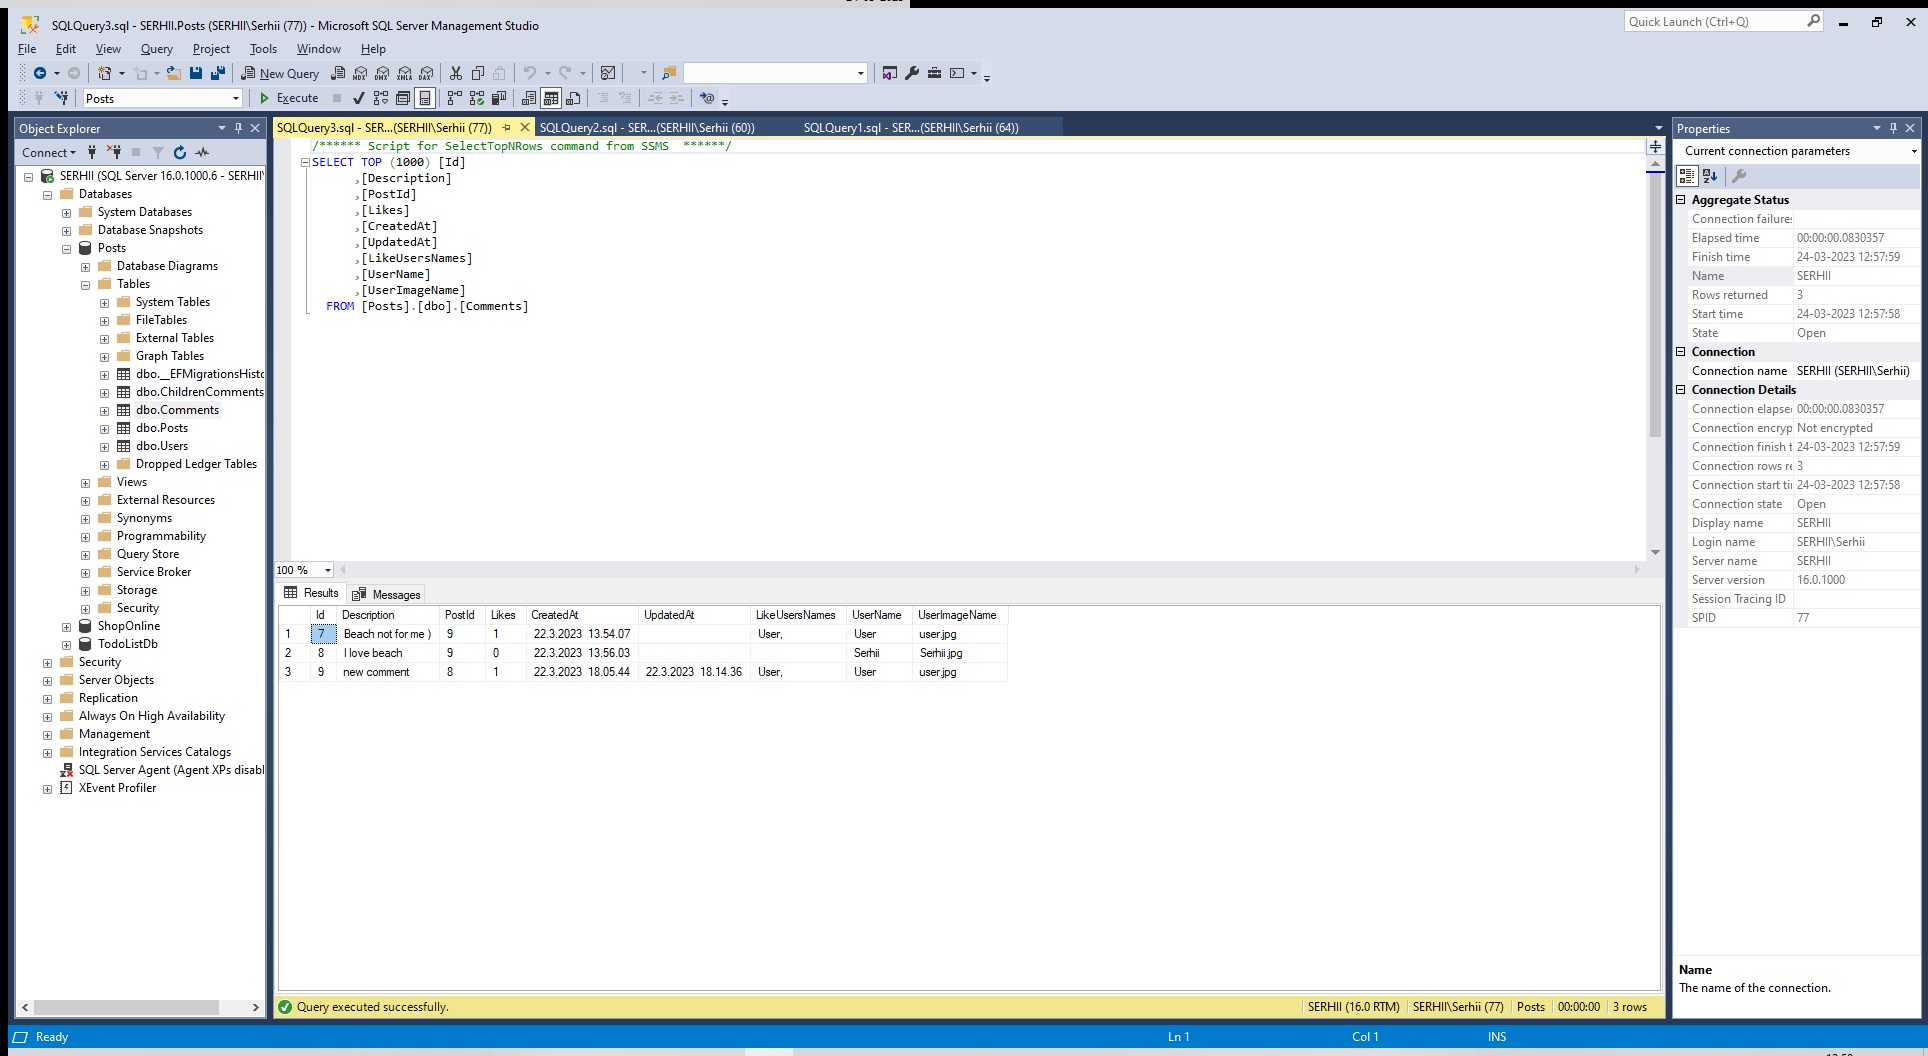 SQLQuery3.sql - SERHII.Posts (SERHII\Serhii (77)) - Microsoft SQL Server Management Studio
Quick Launch (Ctrl+Q)
File Edit View Query Project Tools Window Help
New Query MDX DMX XMLA DAX
Posts Execute
Object Explorer
Connect
SERHII (SQL Server 16.0.1000.6 - SERHII\
Databases
System Databases
Database Snapshots
Posts
Database Diagrams
Tables
System Tables
FileTables
External Tables
Graph Tables
dbo.__EFMigrationsHisto
dbo.ChildrenComments
dbo.Comments
dbo.Posts
dbo.Users
Dropped Ledger Tables
Views
External Resources
Synonyms
Programmability
Query Store
Service Broker
Storage
Security
ShopOnline
TodoListDb
Security
Server Objects
Replication
Always On High Availability
Management
Integration Services Catalogs
SQL Server Agent (Agent XPs disabl
XEvent Profiler
SQLQuery3.sql - SER...(SERHII\Serhii (77)) SQLQuery2.sql - SER...(SERHII\Serhii (60)) SQLQuery1.sql - SER...(SERHII\Serhii (64))
/****** Script for SelectTopNRows command from SSMS ******/
SELECT TOP (1000) [Id]
,[Description]
,[PostId]
,[Likes]
,[CreatedAt]
,[UpdatedAt]
,[LikeUsersNames]
,[UserName]
,[UserImageName]
FROM [Posts].[dbo].[Comments]
100 %
Results Messages
Id Description PostId Likes CreatedAt UpdatedAt LikeUsersNames UserName UserImageName
1 7 Beach not for me ) 9 1 22.3.2023 13.54.07 User, User user.jpg
2 8 I love beach 9 0 22.3.2023 13.56.03 Serhii Serhii.jpg
3 9 new comment 8 1 22.3.2023 18.05.44 22.3.2023 18.14.36 User, User user.jpg
Query executed successfully. SERHII (16.0 RTM) SERHII\Serhii (77) Posts 00:00:00 3 rows
Properties
Current connection parameters
Aggregate Status
Connection failures
Elapsed time 00:00:00.0830357
Finish time 24-03-2023 12:57:59
Name SERHII
Rows returned 3
Start time 24-03-2023 12:57:58
State Open
Connection
Connection name SERHII (SERHII\Serhii)
Connection Details
Connection elapse 00:00:00.0830357
Connection encryp Not encrypted
Connection finish t 24-03-2023 12:57:59
Connection rows re 3
Connection start ti 24-03-2023 12:57:58
Connection state Open
Display name SERHII
Login name SERHII\Serhii
Server name SERHII
Server version 16.0.1000
Session Tracing ID
SPID 77
Name
The name of the connection.
Ready Ln 1 Col 1 INS